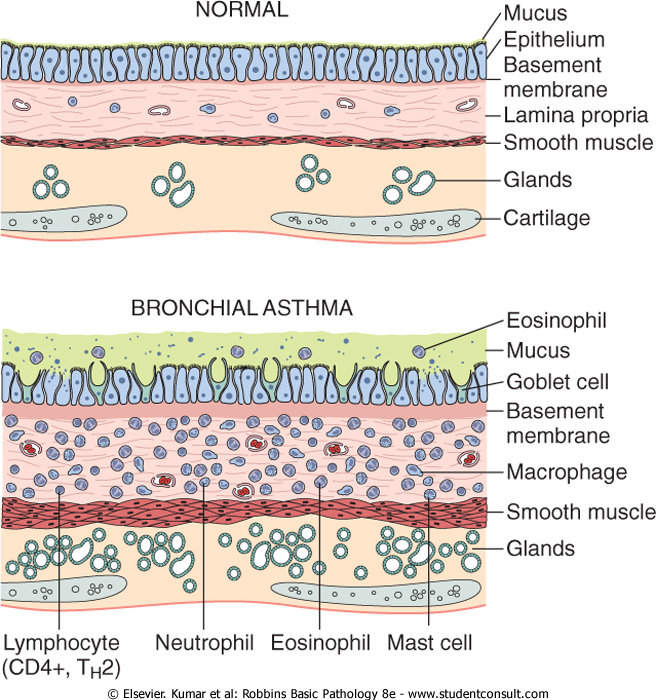 NORMAL
Mucus
Epithelium
Basement
membrane
Lamina propria
Smooth muscle
Glands
Cartilage
BRONCHIAL ASTHMA
Eosinophil
Mucus
Goblet cell
Basement
membrane
Macrophage
Smooth muscle
Glands
Lymphocyte
(CD4+, TH2)
Neutrophil
Eosinophil
Mast cell
© Elsevier. Kumar et al: Robbins Basic Pathology 8e - www.studentconsult.com